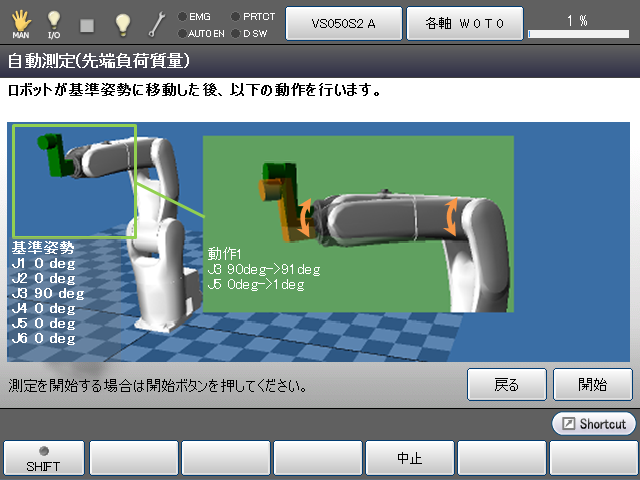 MAN
I/O
EMG
AUTO EN
PRTCT
D SW
VS050S2 A
各軸 W 0 T 0
1 %
自動測定(先端負荷質量)
ロボットが基準姿勢に移動した後、以下の動作を行います。
基準姿勢
J1 0 deg
J2 0 deg
J3 90 deg
J4 0 deg
J5 0 deg
J6 0 deg
動作1
J3 90deg->91deg
J5 0deg->1deg
測定を開始する場合は開始ボタンを押してください。
戻る
開始
Shortcut
SHIFT
中止